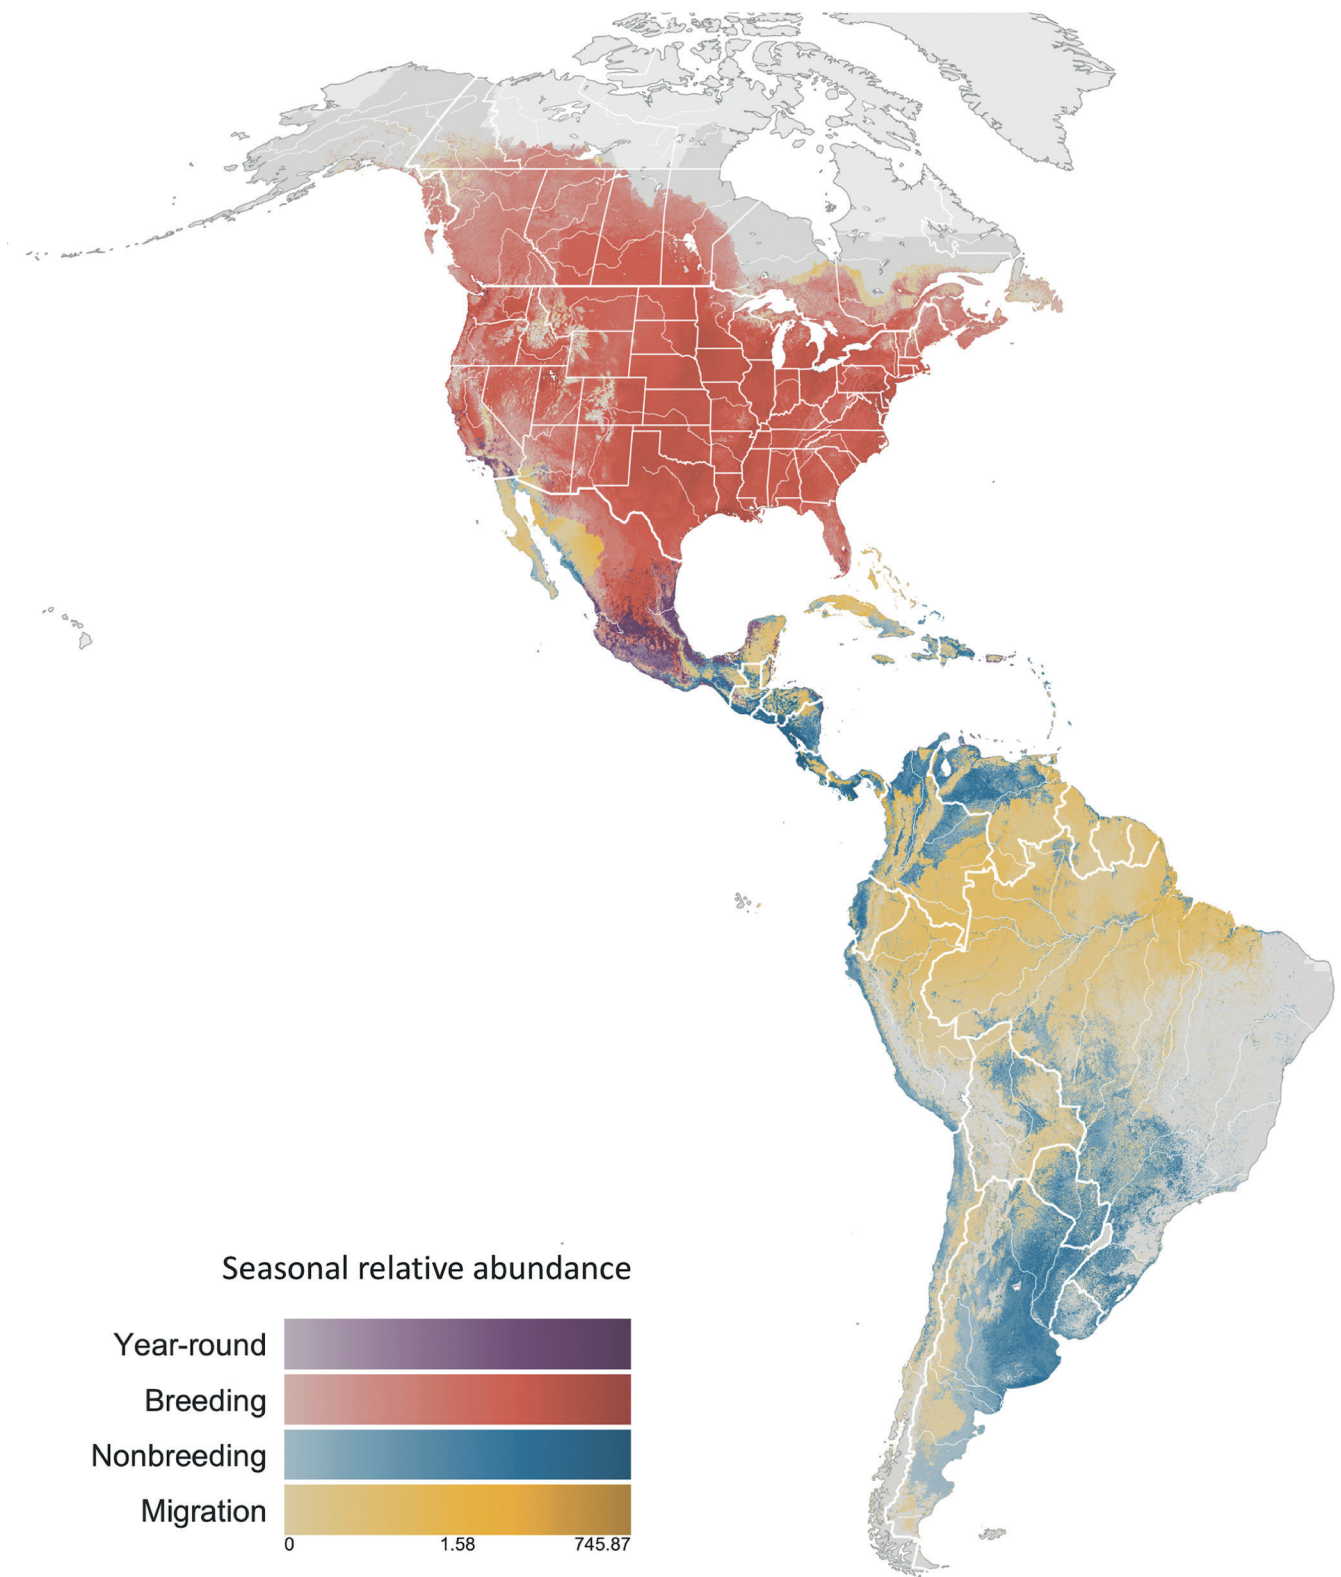 Seasonal relative abundance
Year-round
Breeding
Nonbreeding
Migration
0 1.58 745.87